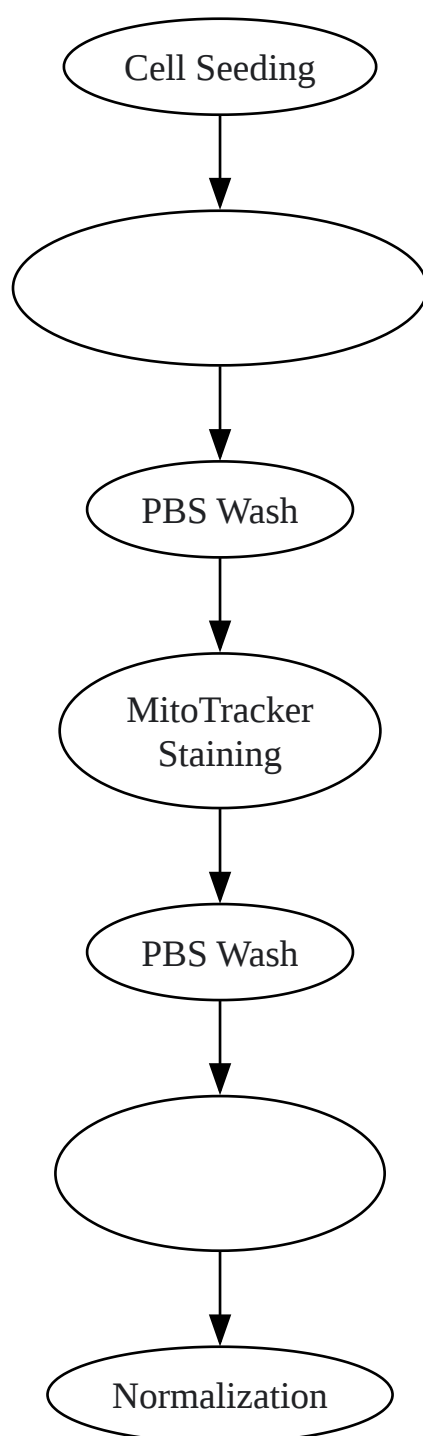 Cell Seeding
PBS Wash
MitoTracker
Staining
PBS Wash
Normalization